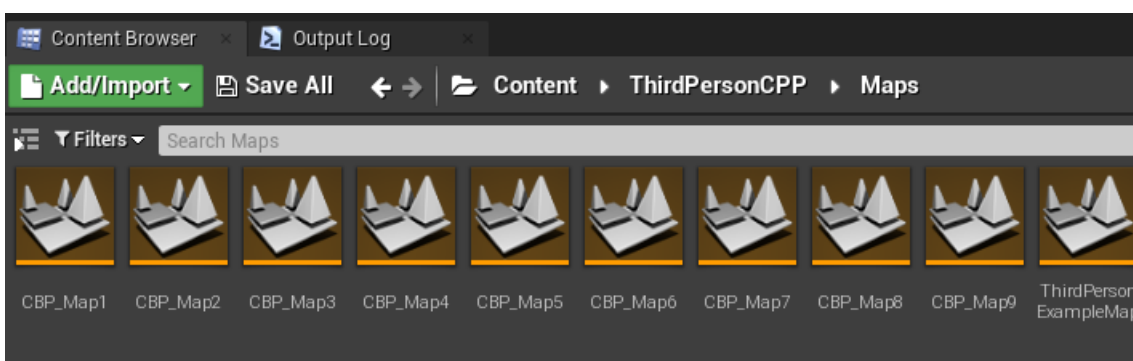 Content Browser
Output Log
Add/Import
Save All
Content
ThirdPersonCPP
Maps
Filters
Search Maps
CBP_Map1
CBP_Map2
CBP_Map3
CBP_Map4
CBP_Map5
CBP_Map6
CBP_Map7
CBP_Map8
CBP_Map9
ThirdPerson
ExampleMap